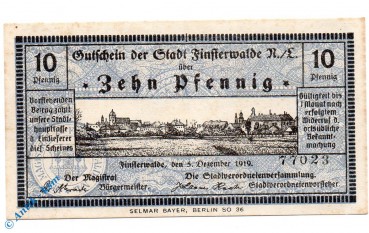 Gutschein der Stadt Finsterwalde N./L.
über
10 Pfennig
Zehn Pfennig
10 Pfennig
Vorstehenden
Betrag zahlt
unsere Stadt-
hauptkasse
d. Einlieferer
dies. Scheines
Gültigkeit bis
1 Monat nach
erfolgtem
Widerruf d.
ortsübliche
Bekannt-
machung
Finsterwalde, den 5. Dezember 1919.
77023
Der Magistrat
Die Stadtverordnetenversammlung.
Bürgermeister.
Stadtverordnetenvorsteher
SELMAR BAYER, BERLIN SO 36